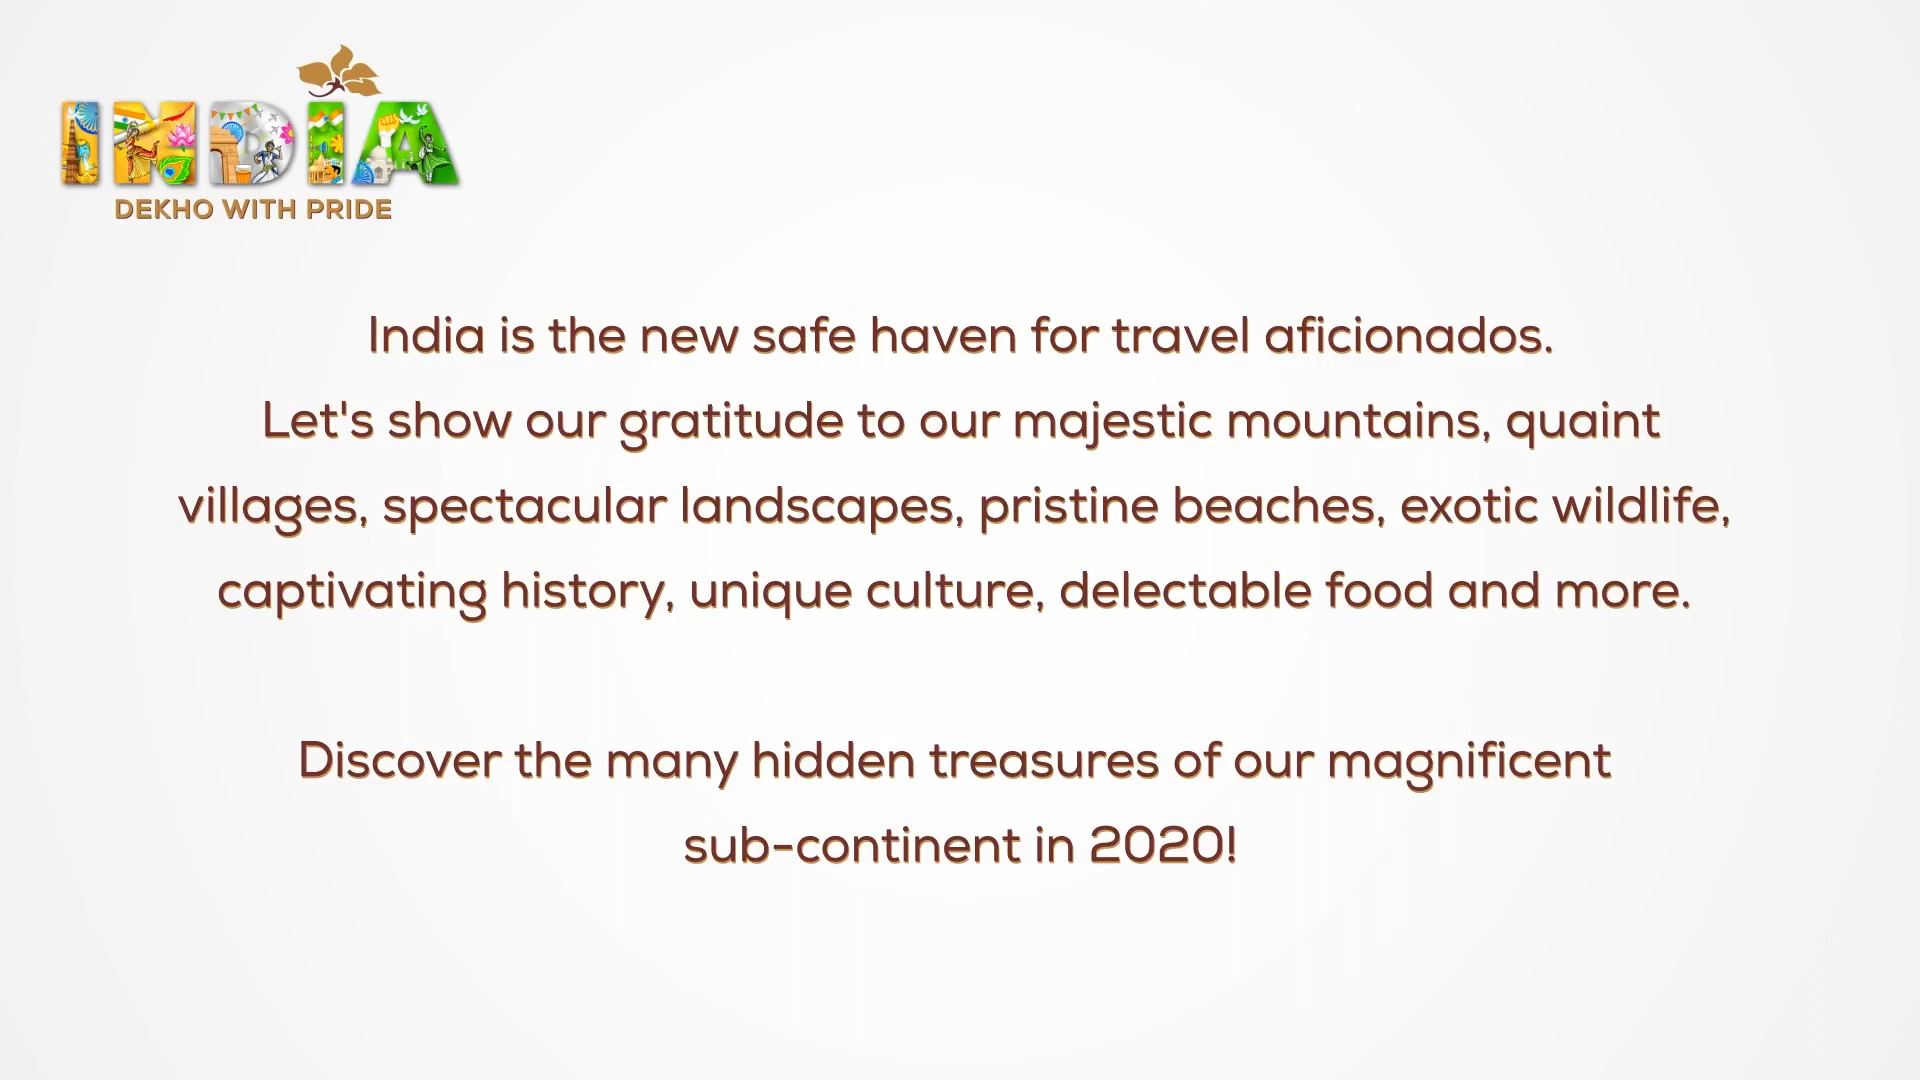 INDIA
DEKHO WITH PRIDE
India is the new safe haven for travel aficionados.
Let's show our gratitude to our majestic mountains, quaint
villages, spectacular landscapes, pristine beaches, exotic wildlife,
captivating history, unique culture, delectable food and more.
Discover the many hidden treasures of our magnificent
sub-continent in 2020!